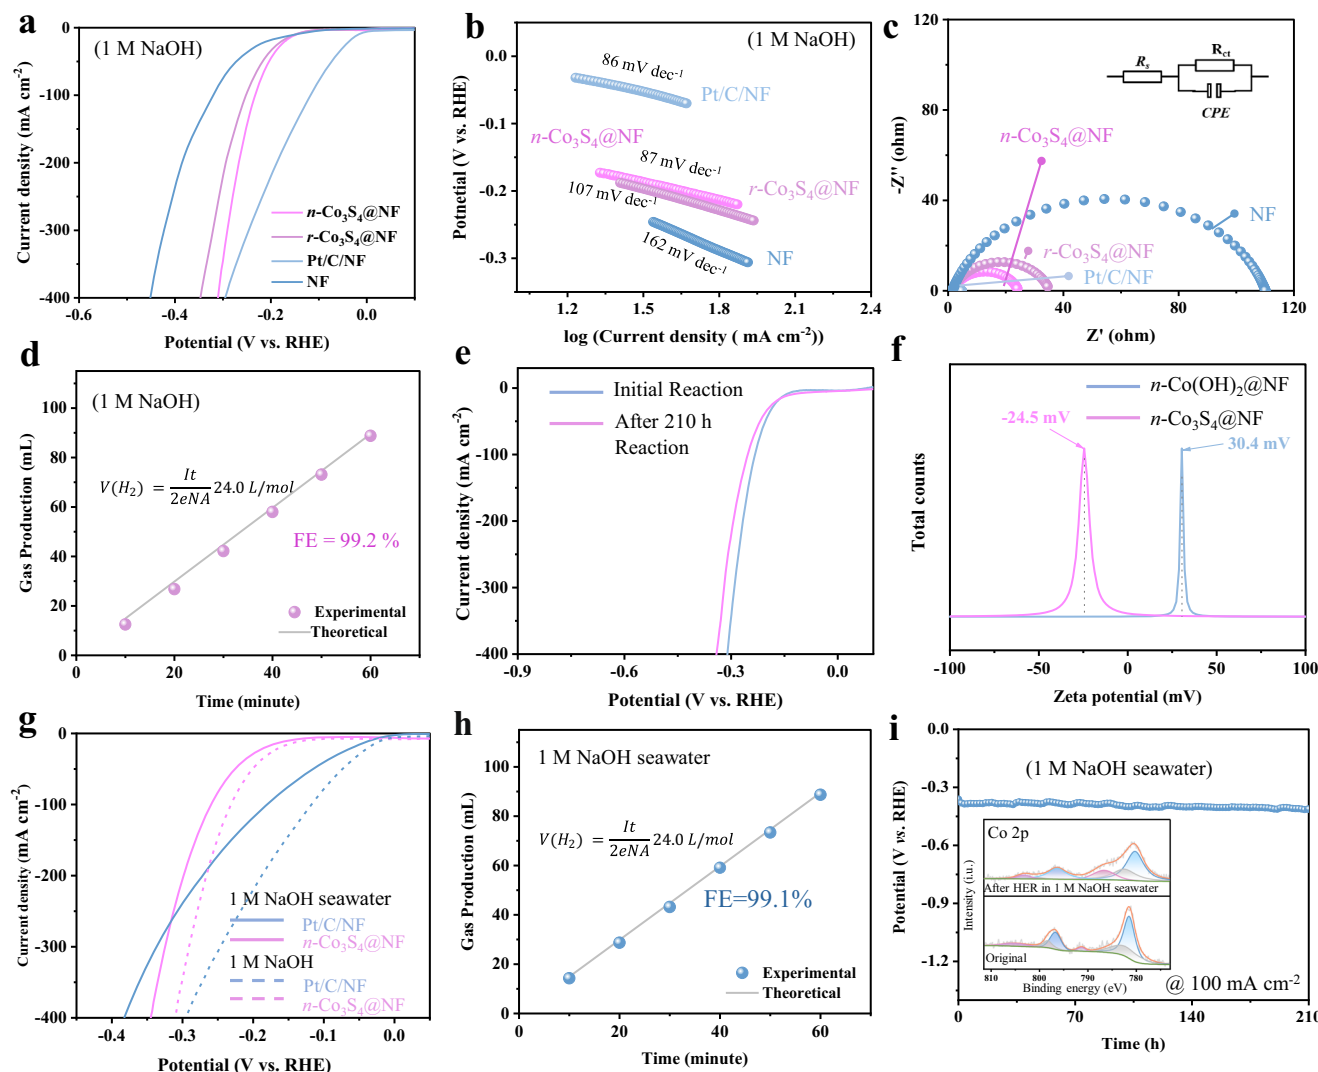 a
(1 M NaOH)
0
-100
-200
-300
-400
-0.6
-0.4
-0.2
0.0
Current density (mA cm-2)
Potential (V vs. RHE)
n-Co3S4@NF
r-Co3S4@NF
Pt/C/NF
NF
b
(1 M NaOH)
0.0
-0.1
-0.2
-0.3
1.2
1.5
1.8
2.1
2.4
Potnetial (V vs. RHE)
log (Current density ( mA cm-2))
86 mV dec-1
Pt/C/NF
n-Co3S4@NF
87 mV dec-1
r-Co3S4@NF
107 mV dec-1
162 mV dec-1
NF
c
120
80
40
0
0
40
80
120
-Z'' (ohm)
Z' (ohm)
Rs
Rct
CPE
n-Co3S4@NF
NF
r-Co3S4@NF
Pt/C/NF
d
(1 M NaOH)
100
80
60
40
20
0
0
20
40
60
Gas Production (mL)
Time (minute)
V(H2) = It/2eNA 24.0 L/mol
FE = 99.2 %
Experimental
Theoretical
e
Initial Reaction
After 210 h
Reaction
0
-100
-200
-300
-400
-0.9
-0.6
-0.3
0.0
Current density (mA cm-2)
Potential (V vs. RHE)
f
n-Co(OH)2@NF
n-Co3S4@NF
-24.5 mV
30.4 mV
Total counts
-100
-50
0
50
100
Zeta potential (mV)
g
0
-100
-200
-300
-400
-0.4
-0.3
-0.2
-0.1
0.0
Current density (mA cm-2)
Potential (V vs. RHE)
1 M NaOH seawater
Pt/C/NF
n-Co3S4@NF
1 M NaOH
Pt/C/NF
n-Co3S4@NF
h
1 M NaOH seawater
100
80
60
40
20
0
0
20
40
60
Gas Production (mL)
Time (minute)
V(H2) = It/2eNA 24.0 L/mol
FE=99.1%
Experimental
Theoretical
i
(1 M NaOH seawater)
0.0
-0.3
-0.6
-0.9
-1.2
0
70
140
210
Potential (V vs. RHE)
Time (h)
Co 2p
After HER in 1 M NaOH seawater
Original
Intensity (i.u.)
810
800
790
780
Binding energy (eV)
@ 100 mA cm-2